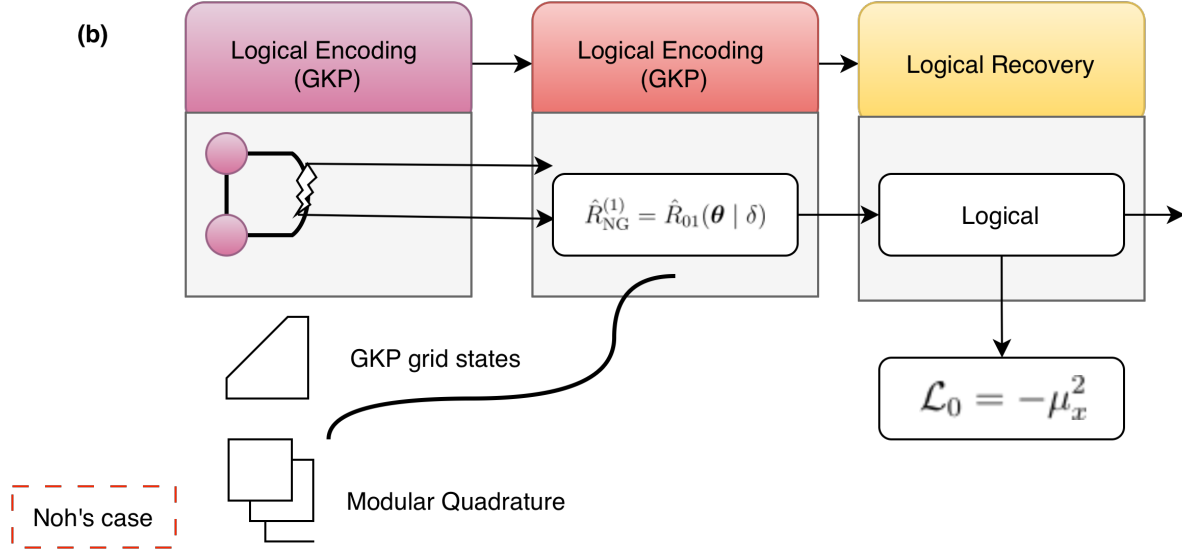 (b)
Logical Encoding
(GKP)
Logical Encoding
(GKP)
Logical Recovery
R̂_NG^(1) = R̂_01(θ | δ)
Logical
GKP grid states
ℒ_0 = −μ_x^2
Modular Quadrature
Noh's case